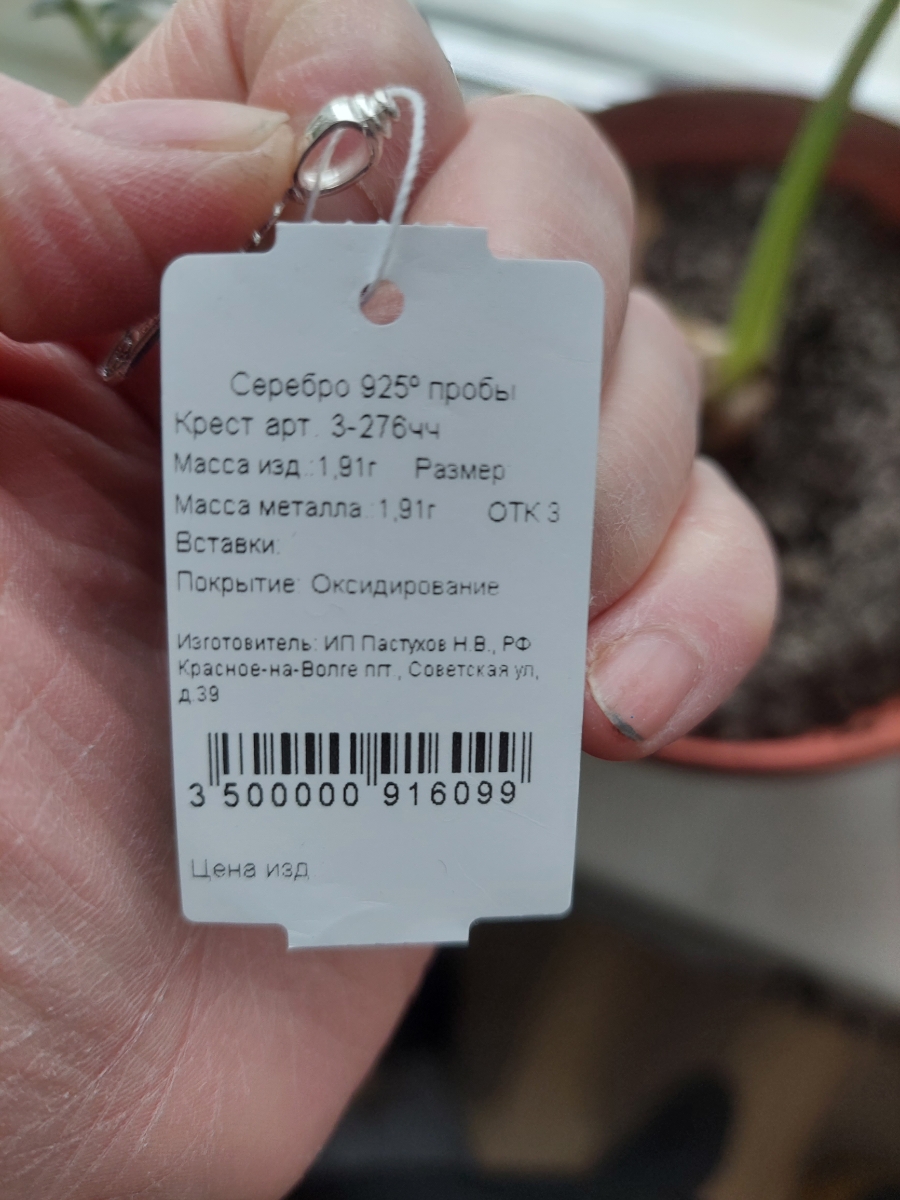 Серебро 925º пробы
Крест арт. 3-276чч
Масса изд.:1,91г Размер:
Масса металла.:1,91г ОТК 3
Вставки:
Покрытие: Оксидирование
Изготовитель: ИП Пастухов Н.В., РФ
Красное-на-Волге пгт., Советская ул,
д.39
3 500000 916099
Цена изд